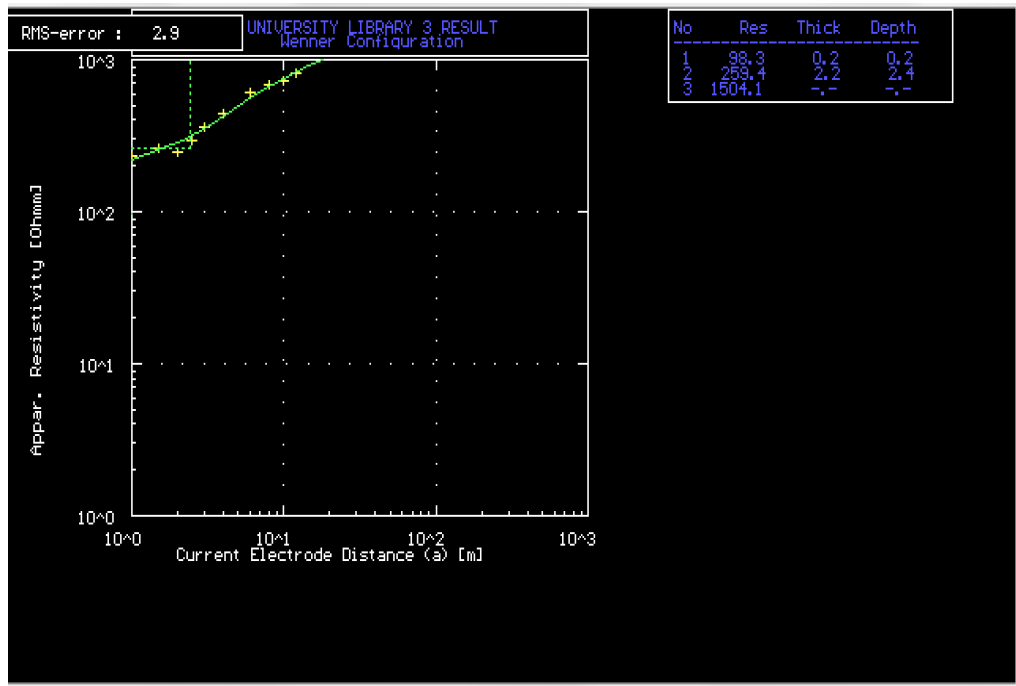 RMS-error : 2.9
UNIVERSITY LIBRARY 3 RESULT
Wenner Configuration
No Res Thick Depth
1 98.3 0.2 0.2
2 259.4 2.2 2.4
3 1504.1 -.- -.-
10^3
10^2
10^1
10^0
Appar. Resistivity [Ohmm]
10^0 10^1 10^2 10^3
Current Electrode Distance (a) [m]